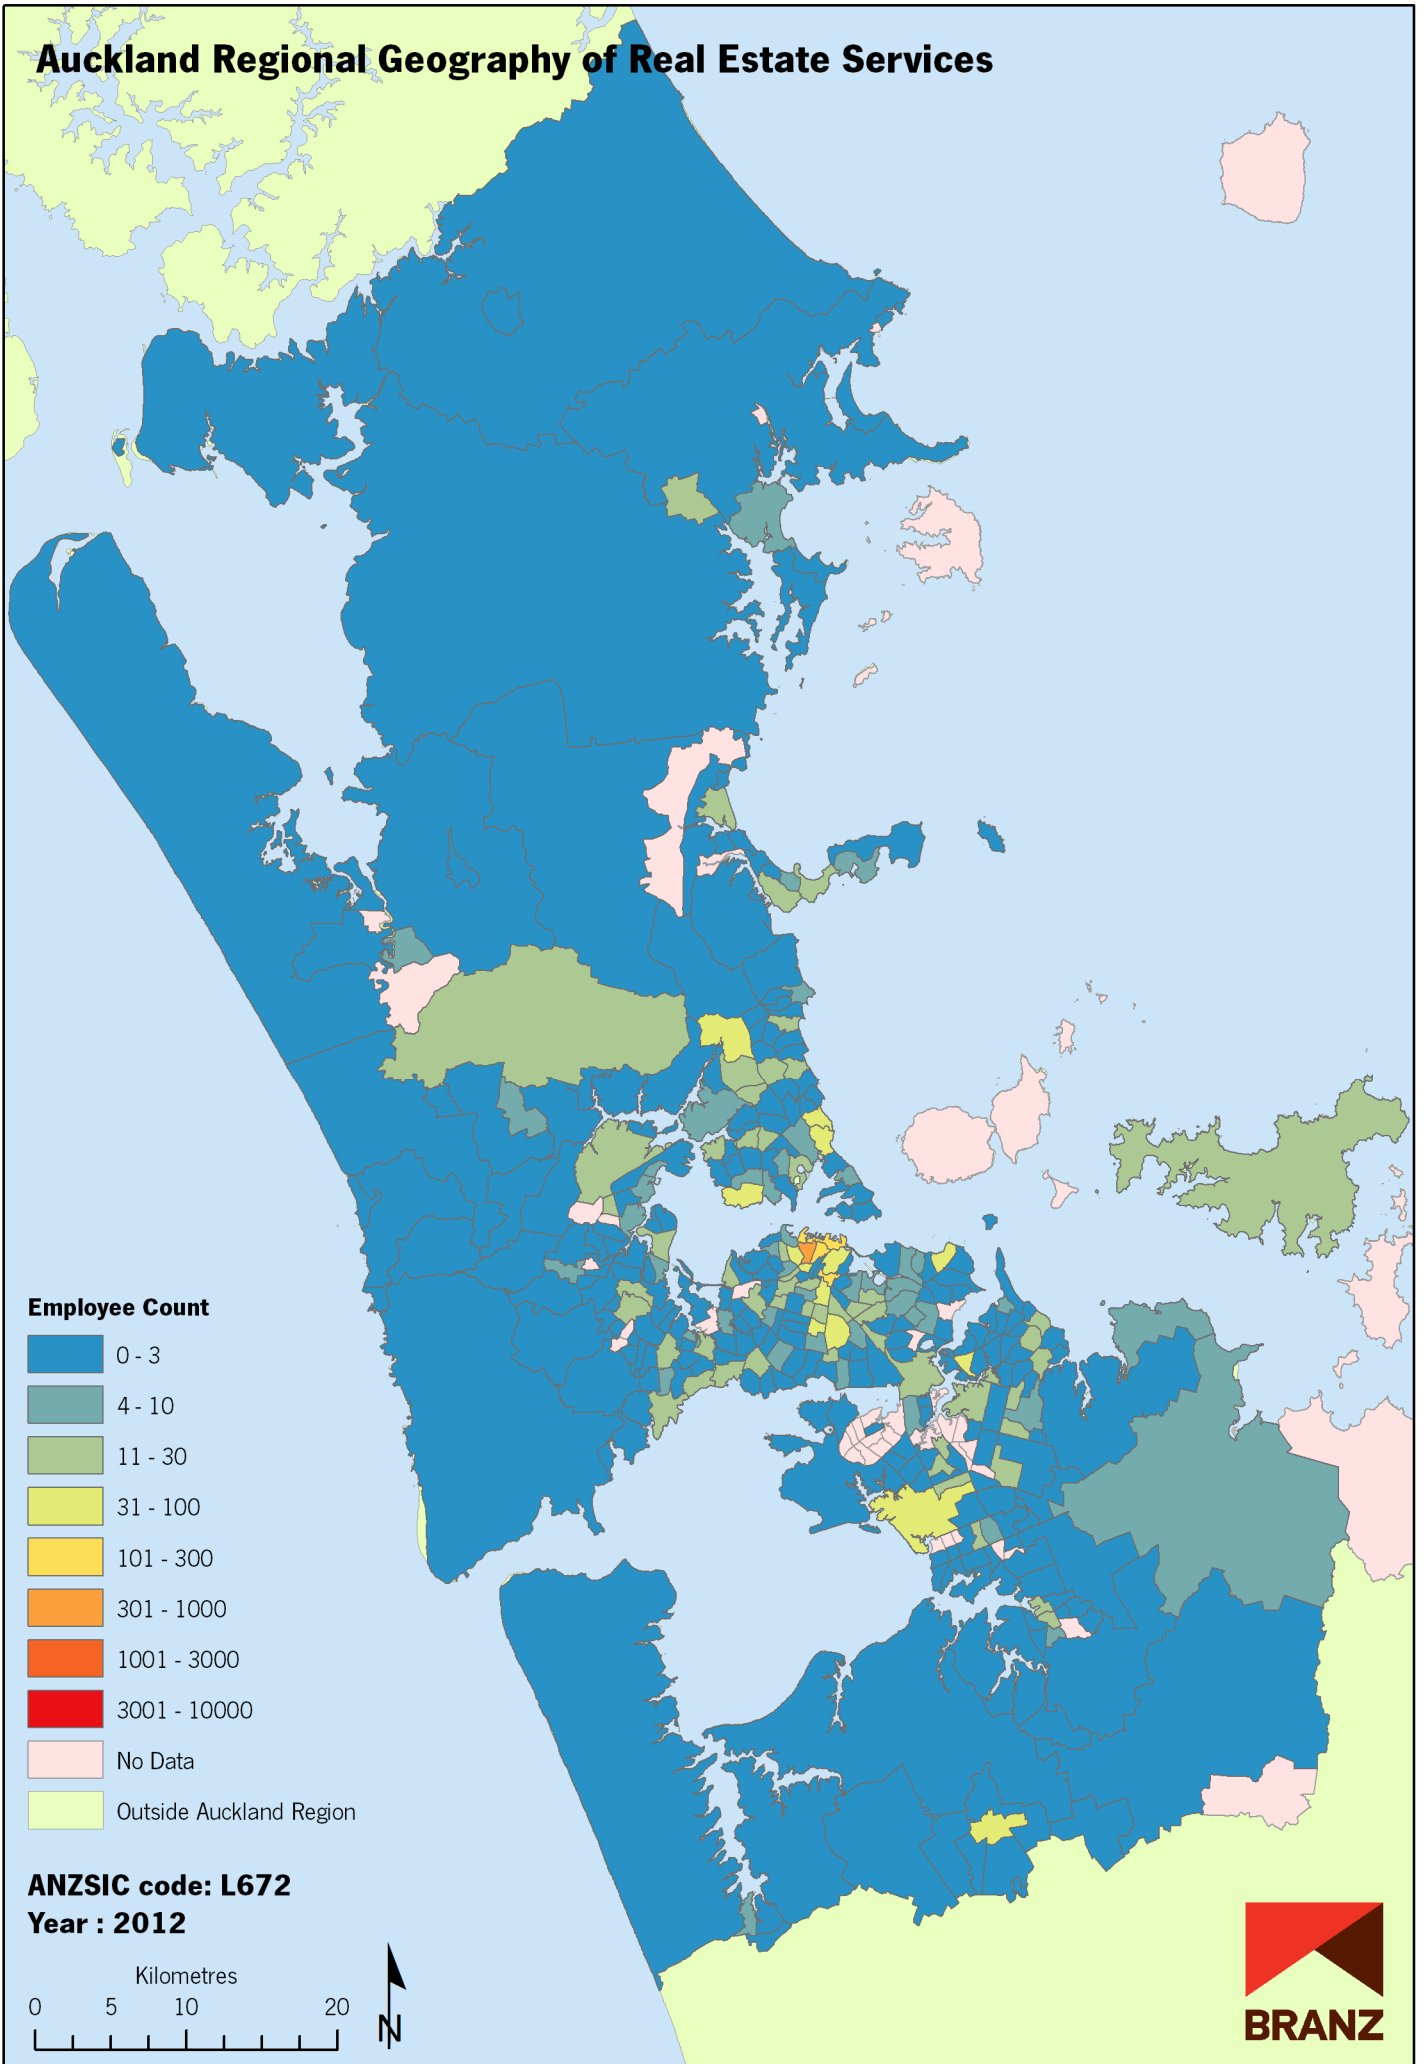 Auckland Regional Geography of Real Estate Services
Employee Count
0 - 3
4 - 10
11 - 30
31 - 100
101 - 300
301 - 1000
1001 - 3000
3001 - 10000
No Data
Outside Auckland Region
ANZSIC code: L672
Year : 2012
Kilometres
0 5 10 20
N
BRANZ